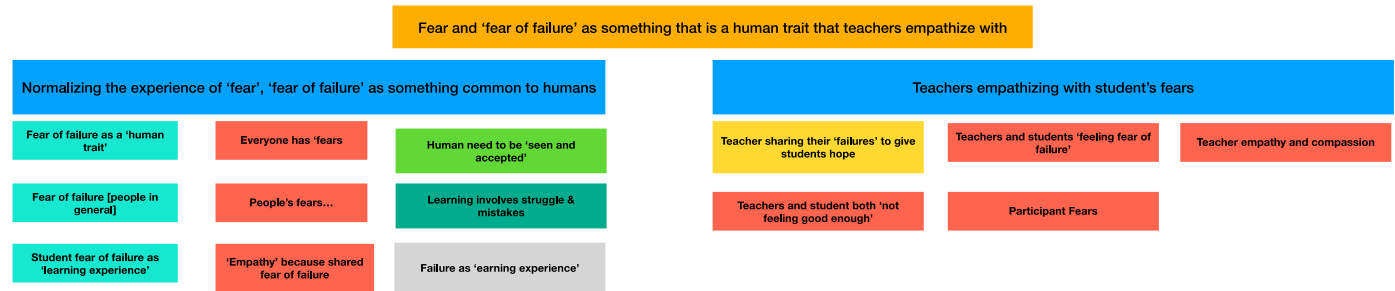 Fear and ‘fear of failure’ as something that is a human trait that teachers empathize with
Normalizing the experience of ‘fear’, ‘fear of failure’ as something common to humans
Fear of failure as a ‘human
trait’
Everyone has ‘fears
Human need to be ‘seen and
accepted’
Fear of failure [people in
general]
People’s fears…
Learning involves struggle &
mistakes
Student fear of failure as
‘learning experience’
‘Empathy’ because shared
fear of failure
Failure as ‘earning experience’
Teachers empathizing with student’s fears
Teacher sharing their ‘failures’ to give
students hope
Teachers and students ‘feeling fear of
failure’
Teacher empathy and compassion
Teachers and student both ‘not
feeling good enough’
Participant Fears